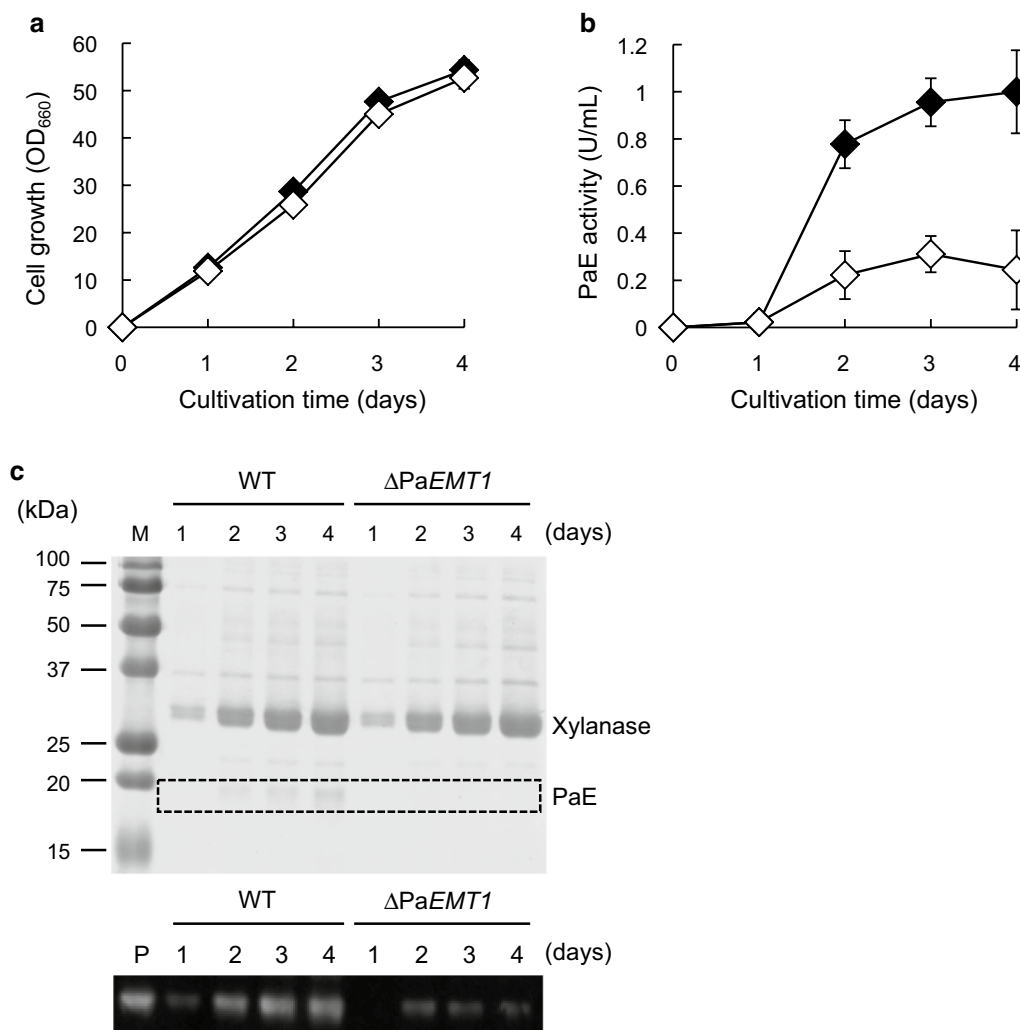 a
60
50
40
30
20
10
0
Cell growth (OD660)
0 1 2 3 4
Cultivation time (days)
b
1.2
1
0.8
0.6
0.4
0.2
0
PaE activity (U/mL)
0 1 2 3 4
Cultivation time (days)
c
WT ΔPaEMT1
(kDa) M 1 2 3 4 1 2 3 4 (days)
100
75
50
37
25
20
15
Xylanase
PaE
WT ΔPaEMT1
P 1 2 3 4 1 2 3 4 (days)